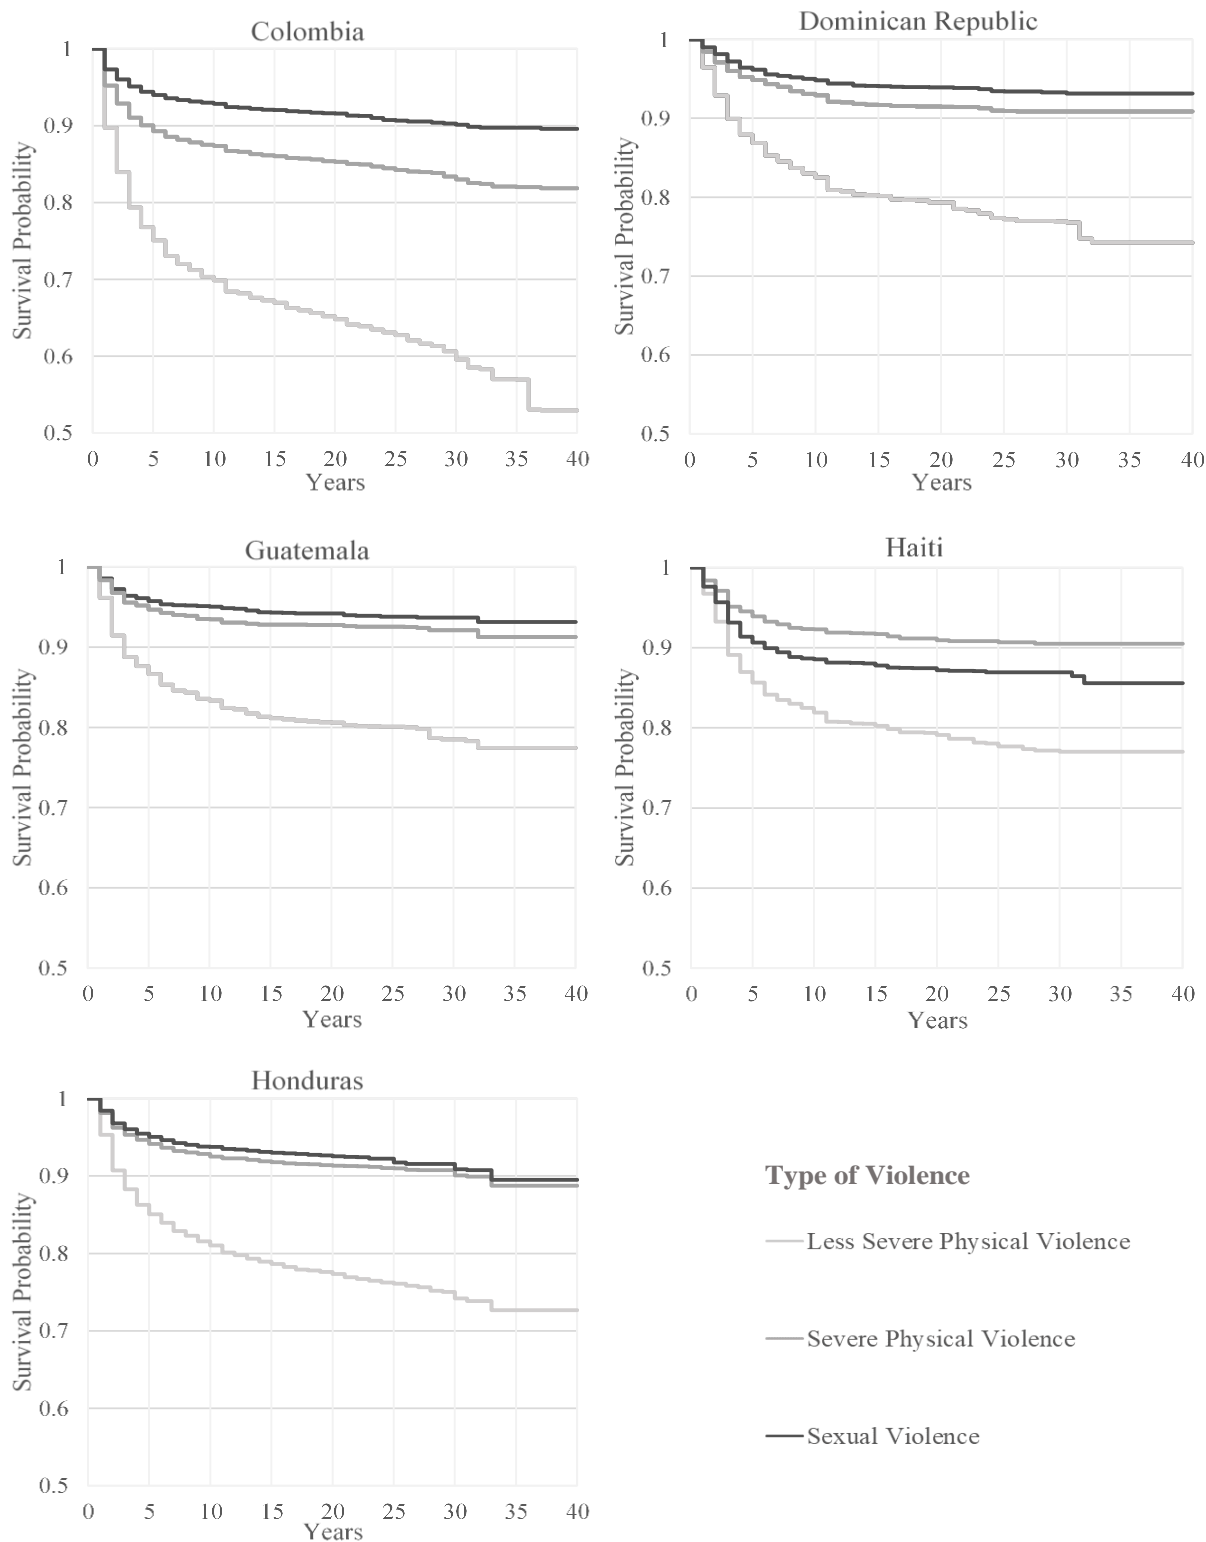 Colombia
Survival Probability
1
0.9
0.8
0.7
0.6
0.5
0 5 10 15 20 25 30 35 40
Years
Dominican Republic
Survival Probability
1
0.9
0.8
0.7
0.6
0.5
0 5 10 15 20 25 30 35 40
Years
Guatemala
Survival Probability
1
0.9
0.8
0.7
0.6
0.5
0 5 10 15 20 25 30 35 40
Years
Haiti
Survival Probability
1
0.9
0.8
0.7
0.6
0.5
0 5 10 15 20 25 30 35 40
Years
Honduras
Survival Probability
1
0.9
0.8
0.7
0.6
0.5
0 5 10 15 20 25 30 35 40
Years
Type of Violence
Less Severe Physical Violence
Severe Physical Violence
Sexual Violence